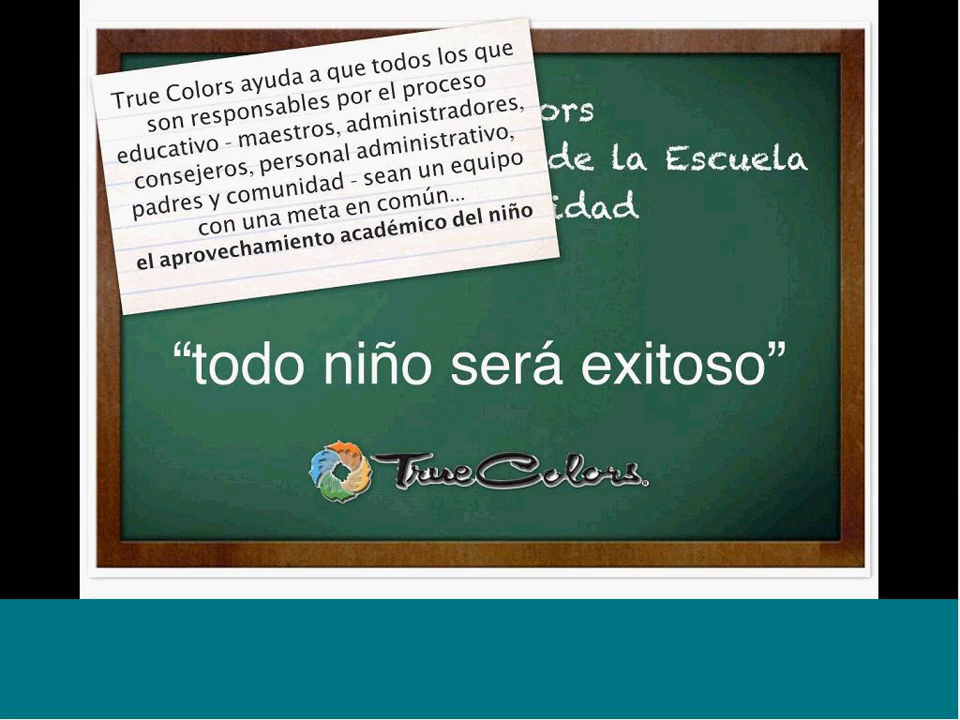 True Colors ayuda a que todos los que
son responsables por el proceso
educativo - maestros, administradores,
consejeros, personal administrativo,
padres y comunidad - sean un equipo
con una meta en común...
el aprovechamiento académico del niño
de la Escuela
“todo niño será exitoso”
True Colors®